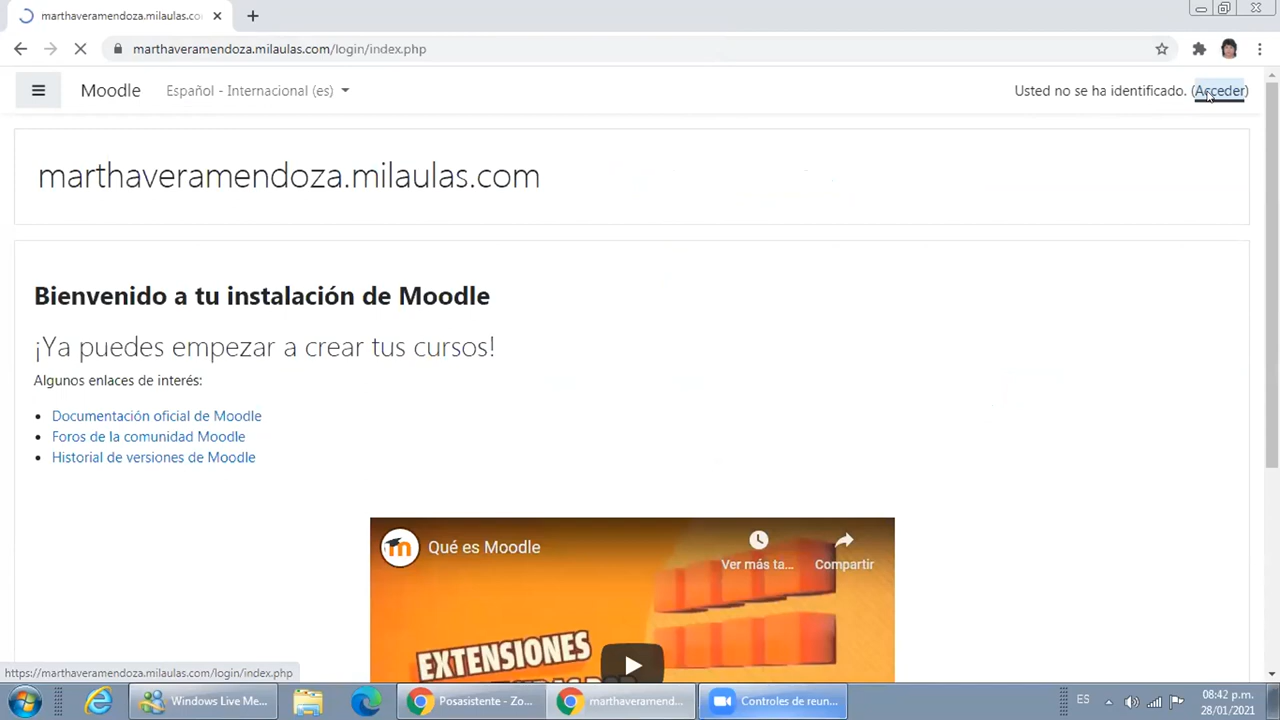 marthaveramendoza.milaulas.co
marthaveramendoza.milaulas.com/login/index.php
Moodle Español - Internacional (es) Usted no se ha identificado. (Acceder)
marthaveramendoza.milaulas.com
Bienvenido a tu instalación de Moodle
¡Ya puedes empezar a crear tus cursos!
Algunos enlaces de interés:
Documentación oficial de Moodle
Foros de la comunidad Moodle
Historial de versiones de Moodle
Qué es Moodle
Ver más ta... Compartir
EXTENSIONES
https://marthaveramendoza.milaulas.com/login/index.php
Windows Live Me... Posasistente - Zo... marthaveramend... Controles de reun... ES 08:42 p.m.
28/01/2021